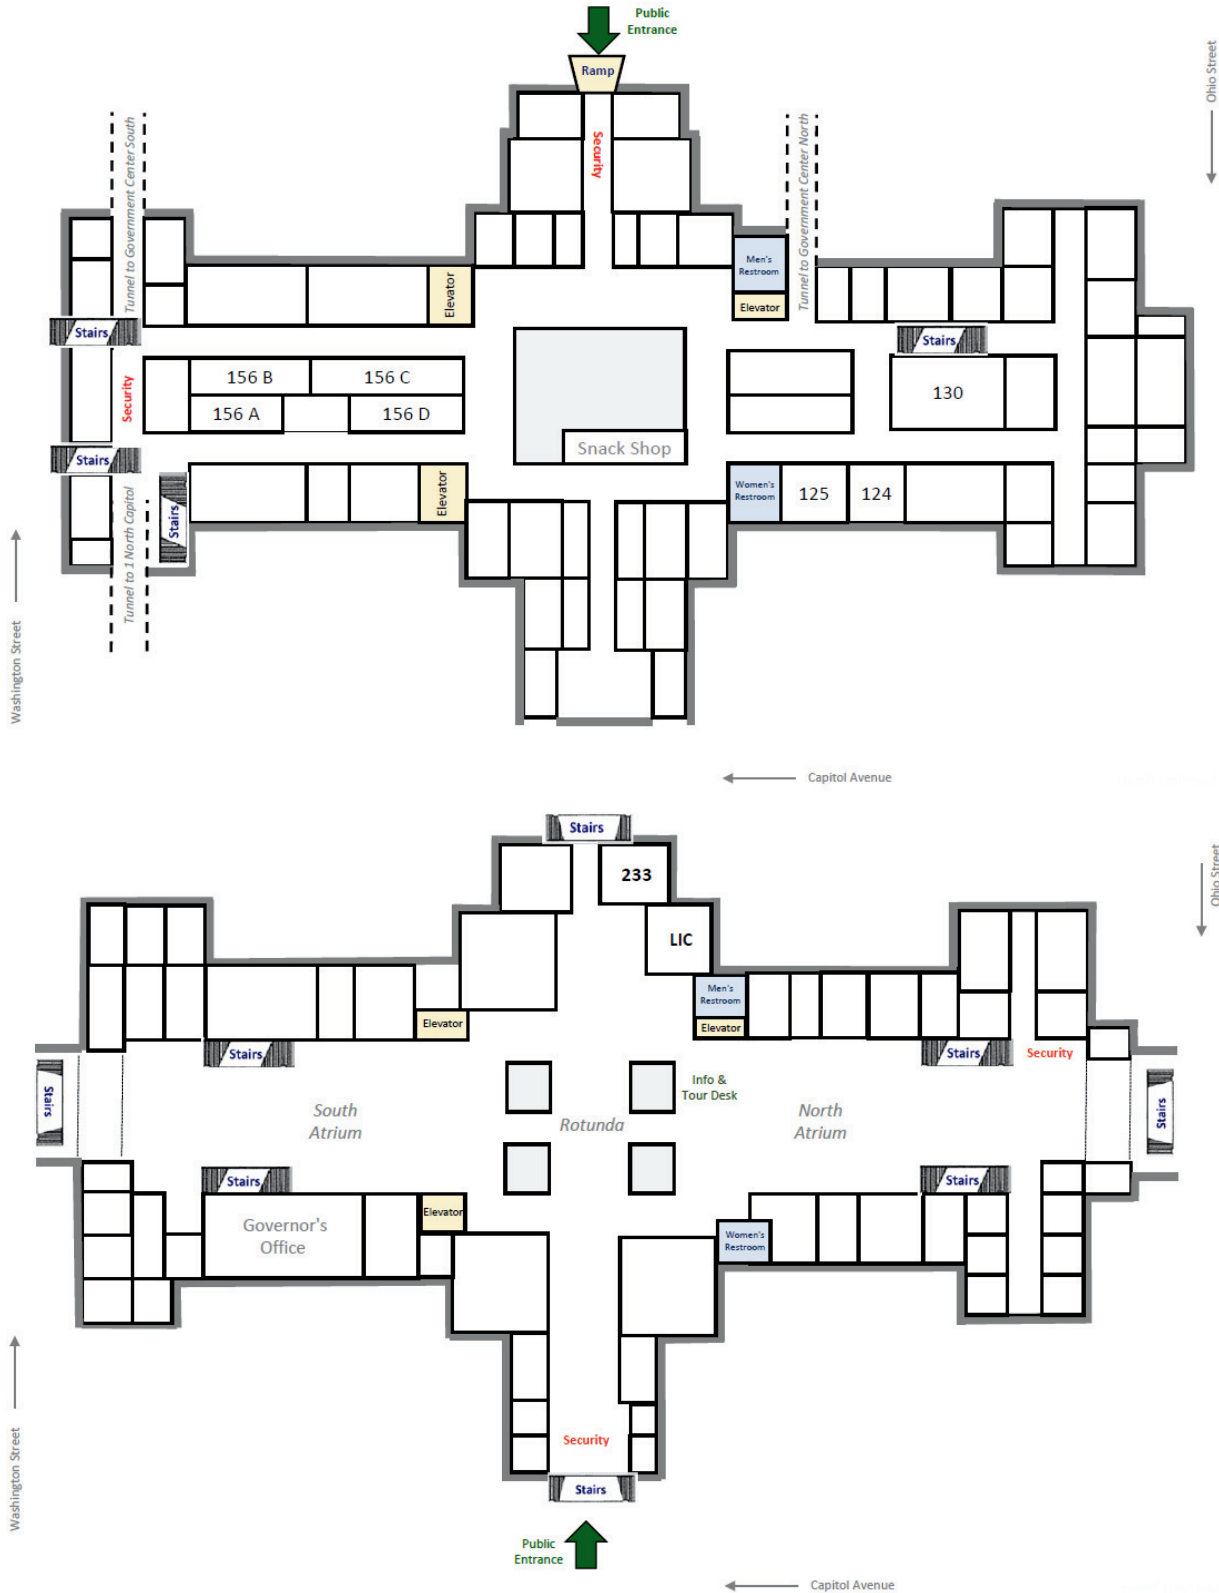 Public
Entrance
Ramp
Security
Ohio Street
Tunnel to Government Center South
Tunnel to Government Center North
Men's
Restroom
Elevator
Elevator
Stairs
Stairs
156 B
156 C
156 A
156 D
130
Security
Snack Shop
Stairs
Stairs
Elevator
Women's
Restroom
125
124
Tunnel to 1 North Capitol
Washington Street
Capitol Avenue
Stairs
Ohio Street
233
LIC
Men's
Restroom
Elevator
Elevator
Stairs
Stairs
Security
Stairs
Info &
Tour Desk
South
Atrium
Rotunda
North
Atrium
Stairs
Stairs
Stairs
Governor's
Office
Elevator
Women's
Restroom
Washington Street
Security
Stairs
Public
Entrance
Capitol Avenue